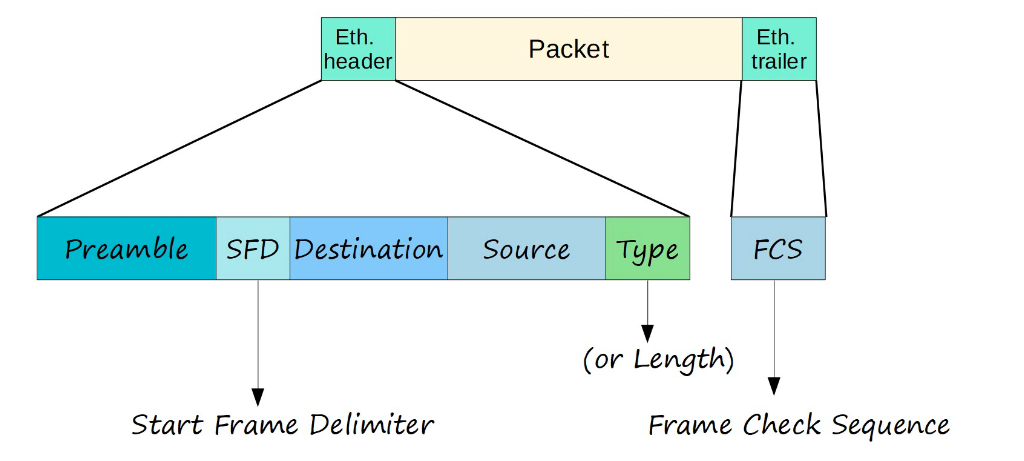 Eth.
header
Packet
Eth.
trailer
Preamble
SFD
Destination
Source
Type
FCS
(or Length)
Start Frame Delimiter
Frame Check Sequence